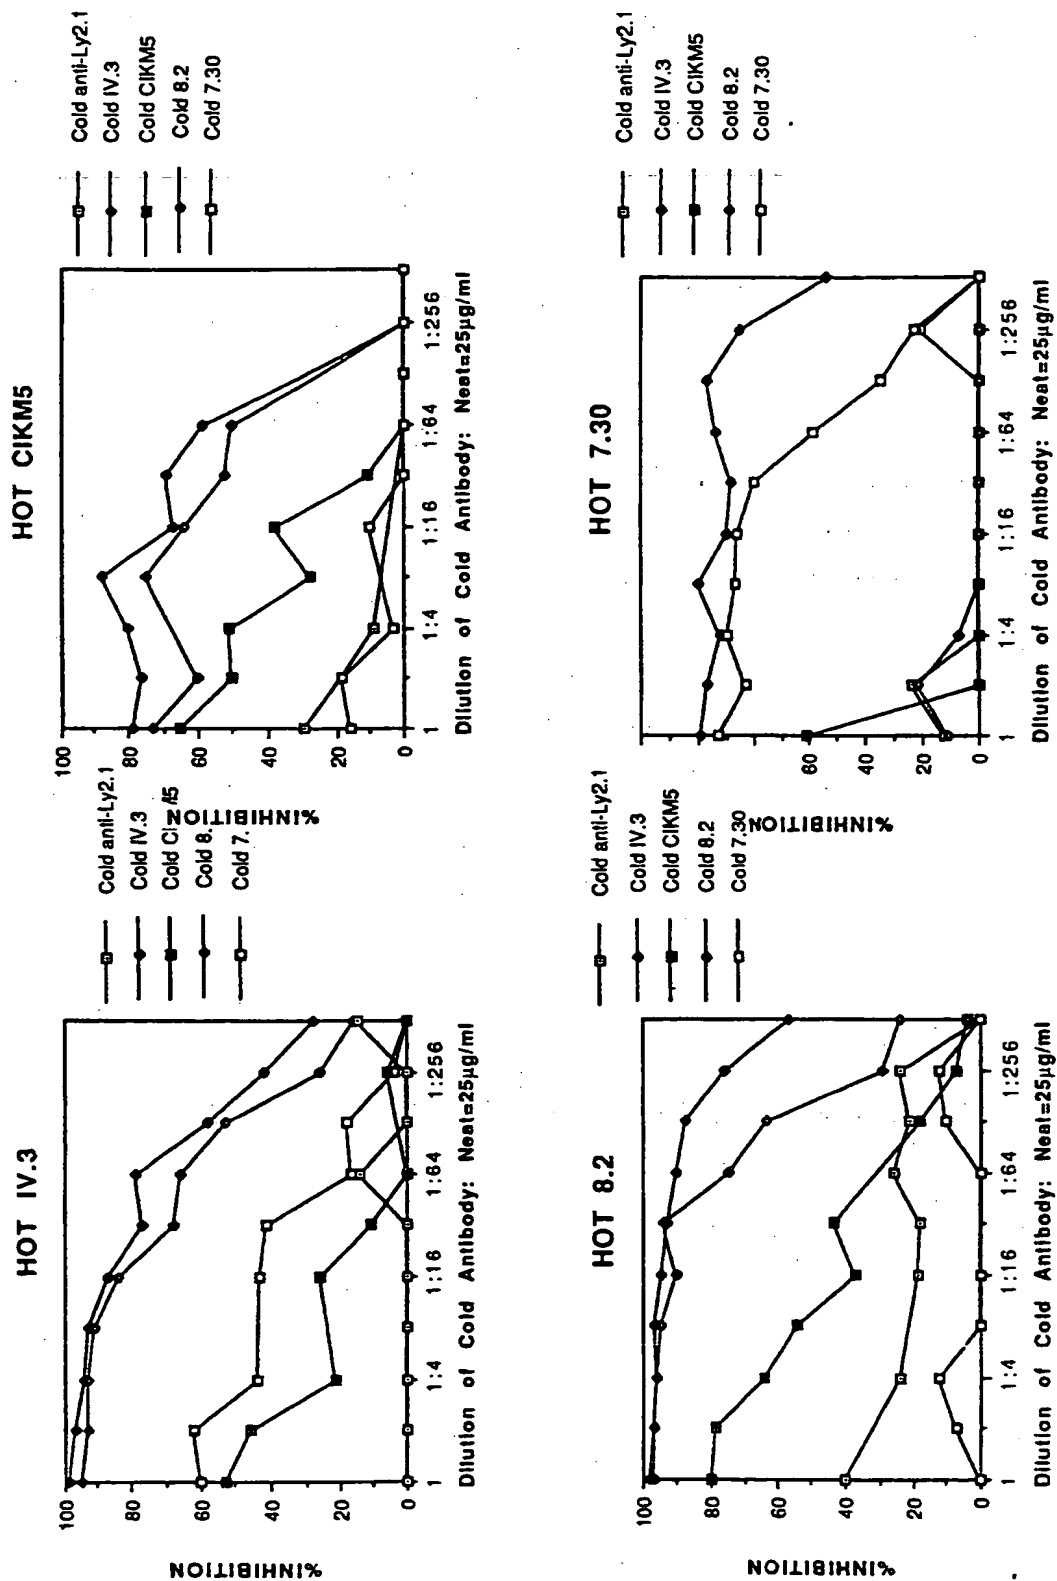 HOT IV.3
%INHIBITION
100
80
60
40
20
0
1
1:4
1:16
1:64
1:256
Dilution of Cold Antibody: Neat=25µg/ml
Cold anti-Ly2.1
Cold IV.3
Cold CI M5
Cold 8.
Cold 7.
HOT CIKM5
%INHIBITION
100
80
60
40
20
0
1
1:4
1:16
1:64
1:256
Dilution of Cold Antibody: Neat=25µg/ml
Cold anti-Ly2.1
Cold IV.3
Cold CIKM5
Cold 8.2
Cold 7.30
HOT 8.2
%INHIBITION
100
80
60
40
20
0
1
1:4
1:16
1:64
1:256
Dilution of Cold Antibody: Neat=25µg/ml
Cold anti-Ly2.1
Cold IV.3
Cold CIKM5
Cold 8.2
Cold 7.30
HOT 7.30
%INHIBITION
60
40
20
0
1
1:4
1:16
1:64
1:256
Dilution of Cold Antibody: Neat=25µg/ml
Cold anti-Ly2.1
Cold IV.3
Cold CIKM5
Cold 8.2
Cold 7.30